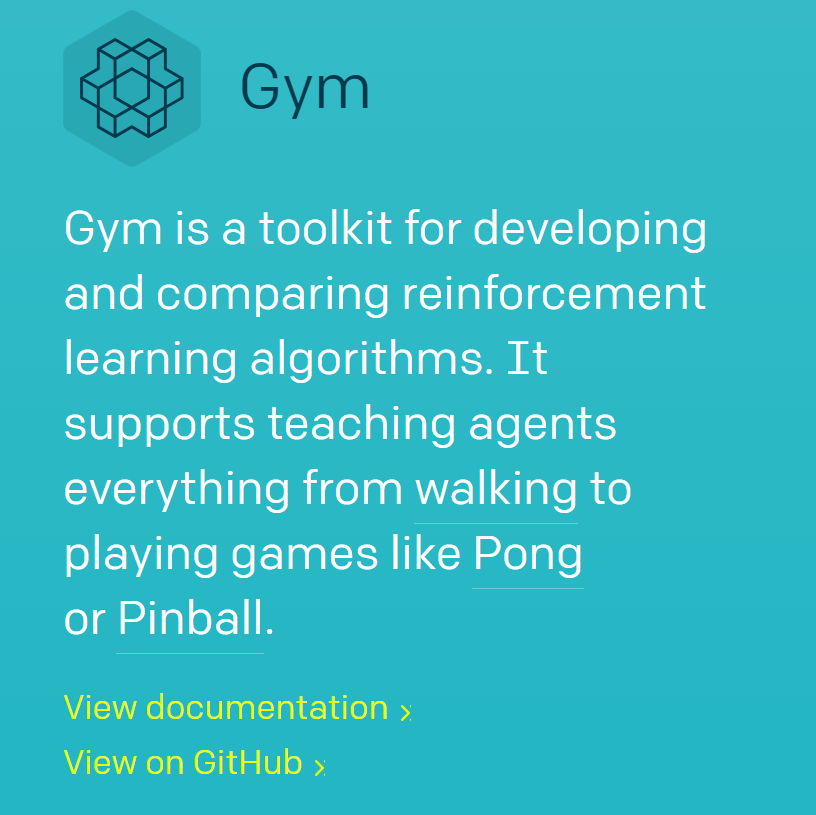 Gym
Gym is a toolkit for developing
and comparing reinforcement
learning algorithms. It
supports teaching agents
everything from walking to
playing games like Pong
or Pinball.
View documentation >
View on GitHub >